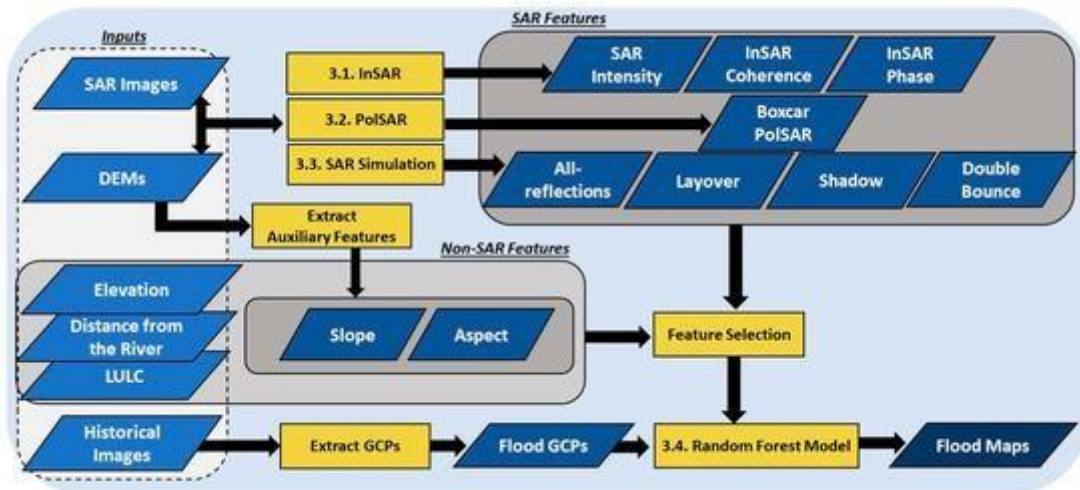 SAR Features
Inputs
SAR Images
3.1. InSAR
SAR
Intensity
InSAR
Coherence
InSAR
Phase
3.2. PolSAR
Boxcar
PolSAR
DEMs
3.3. SAR Simulation
All-
reflections
Layover
Shadow
Double
Bounce
Extract
Auxiliary Features
Non-SAR Features
Elevation
Distance from
the River
LULC
Slope
Aspect
Feature Selection
Historical
Images
Extract GCPs
Flood GCPs
3.4. Random Forest Model
Flood Maps